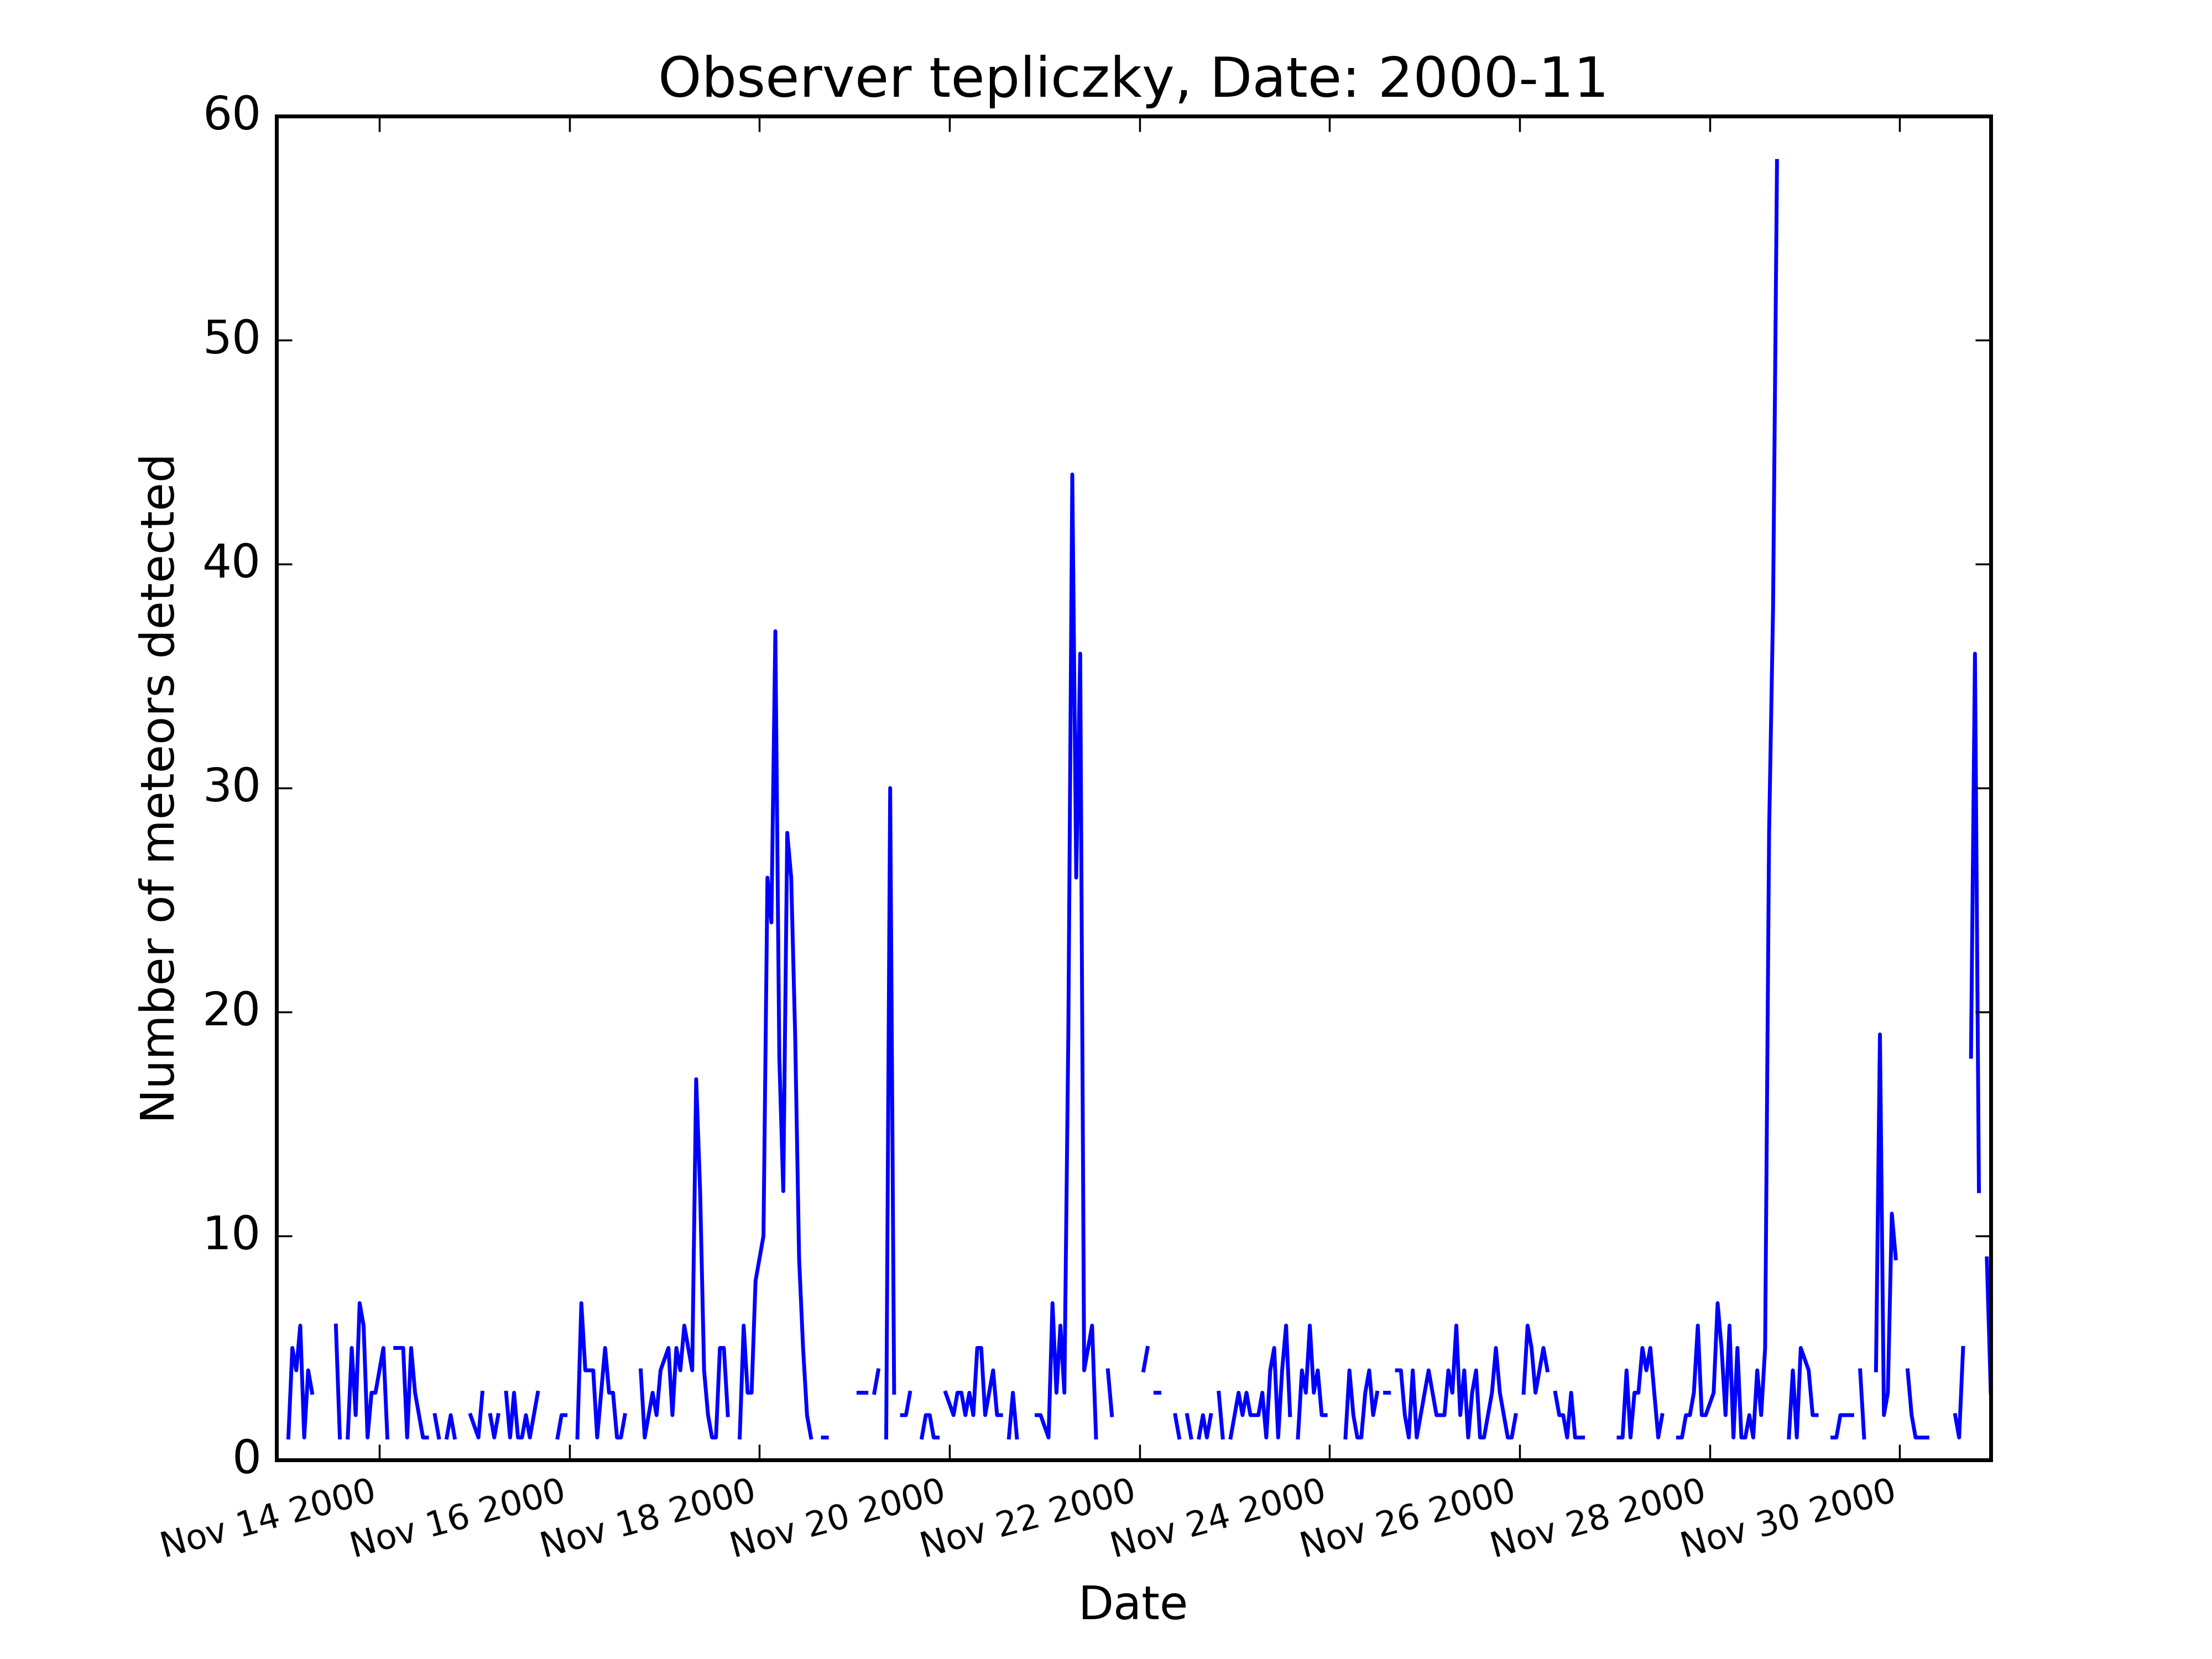 Observer tepliczky, Date: 2000-11
60
50
40
30
20
10
0
Number of meteors detected
Nov 14 2000
Nov 16 2000
Nov 18 2000
Nov 20 2000
Nov 22 2000
Nov 24 2000
Nov 26 2000
Nov 28 2000
Nov 30 2000
Date